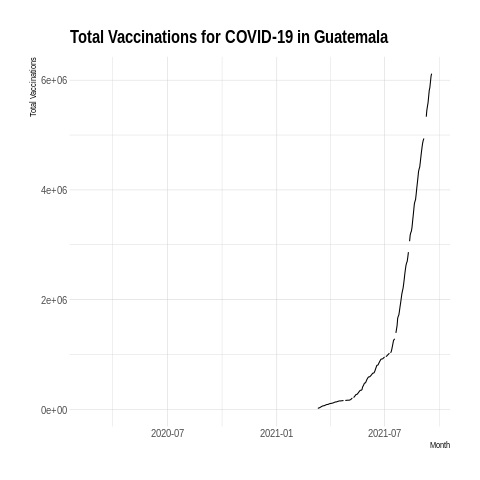 Total Vaccinations for COVID-19 in Guatemala
Total Vaccinations
6e+06
4e+06
2e+06
0e+00
2020-07 2021-01 2021-07
Month